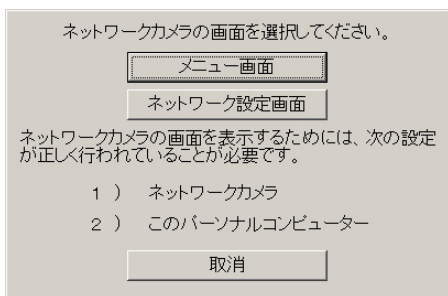 ネットワークカメラの画面を選択してください。
メニュー画面
ネットワーク設定画面
ネットワークカメラの画面を表示するためには、次の設定
が正しく行われていることが必要です。
1 ） ネットワークカメラ
2 ） このパーソナルコンピューター
取消